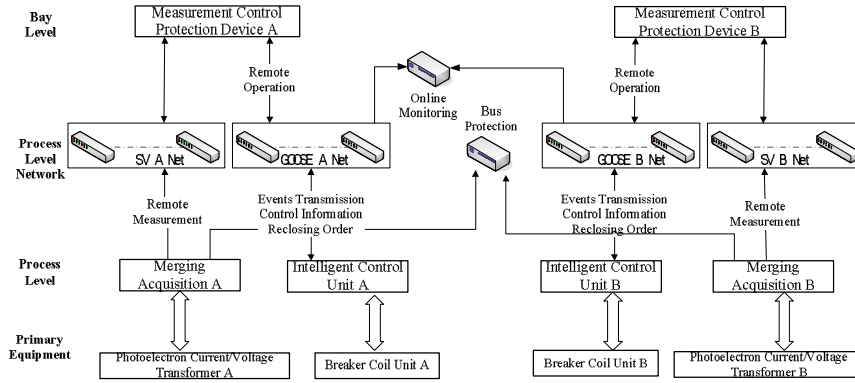 Bay
Level
Measurement Control
Protection Device A
Measurement Control
Protection Device B
Remote
Operation
Online
Monitoring
Remote
Operation
Bus
Protection
Process
Level
Network
SV A Net
GOOSE A Net
GOOSE B Net
SV B Net
Remote
Measurement
Events Transmission
Control Information
Reclosing Order
Events Transmission
Control Information
Reclosing Order
Remote
Measurement
Process
Level
Merging
Acquisition A
Intelligent Control
Unit A
Intelligent Control
Unit B
Merging
Acquisition B
Primary
Equipment
Photoelectron Current/Voltage
Transformer A
Breaker Coil Unit A
Breaker Coil Unit B
Photoelectron Current/Voltage
Transformer B